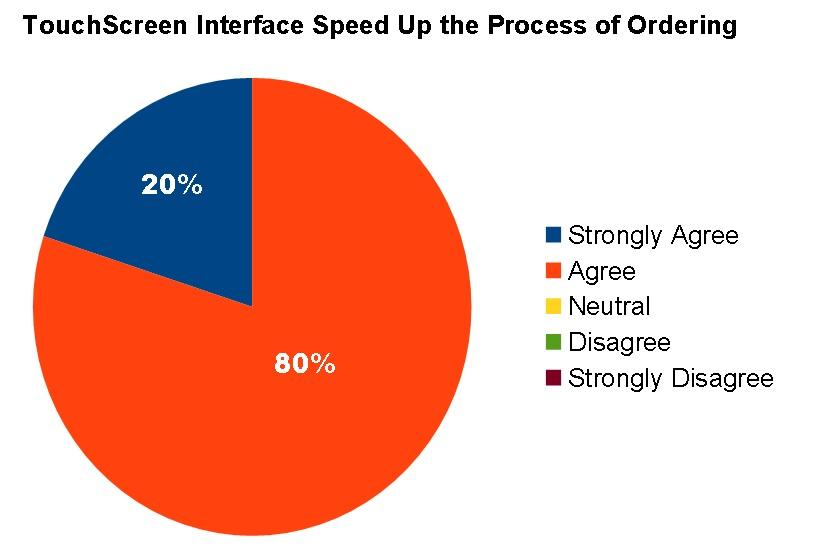 TouchScreen Interface Speed Up the Process of Ordering
20%
80%
Strongly Agree
Agree
Neutral
Disagree
Strongly Disagree